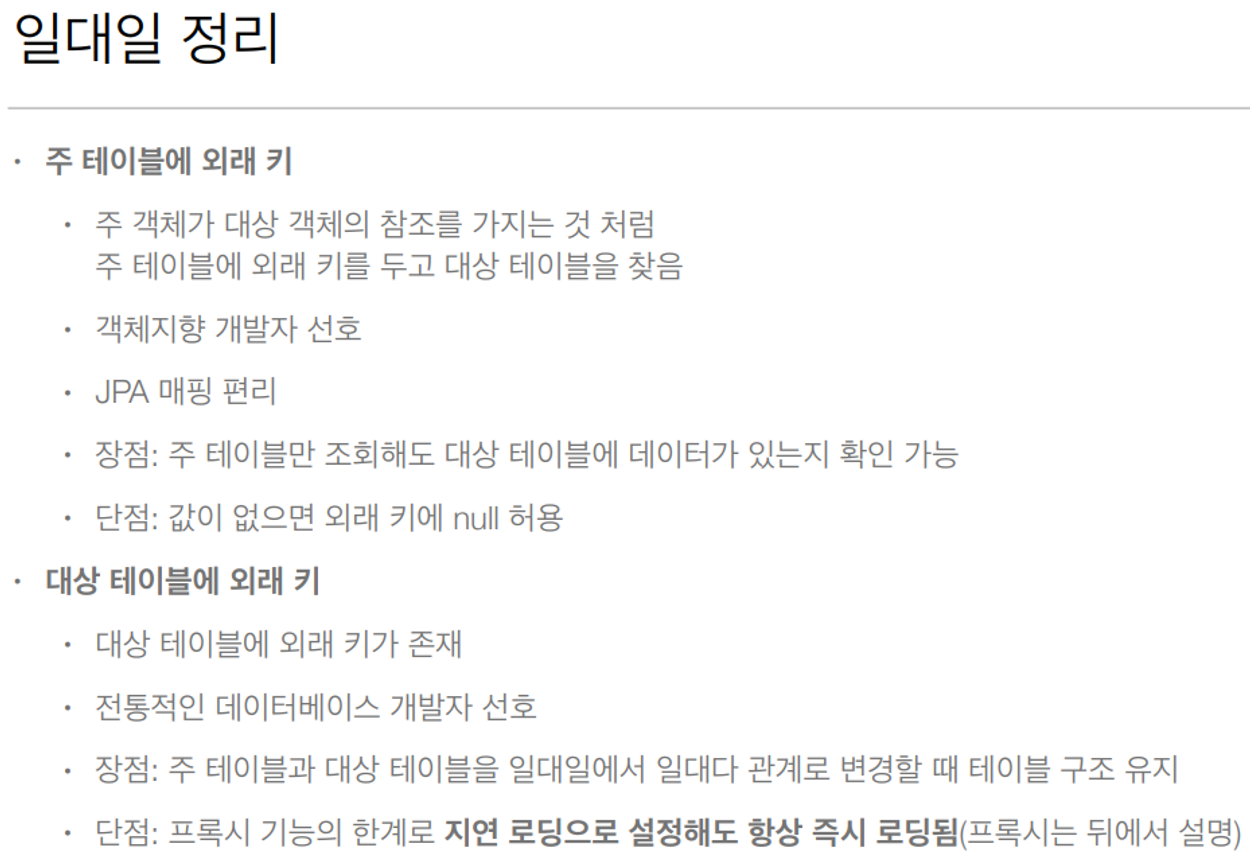 일대일 정리
• 주 테이블에 외래 키
• 주 객체가 대상 객체의 참조를 가지는 것 처럼
주 테이블에 외래 키를 두고 대상 테이블을 찾음
• 객체지향 개발자 선호
• JPA 매핑 편리
• 장점: 주 테이블만 조회해도 대상 테이블에 데이터가 있는지 확인 가능
• 단점: 값이 없으면 외래 키에 null 허용
• 대상 테이블에 외래 키
• 대상 테이블에 외래 키가 존재
• 전통적인 데이터베이스 개발자 선호
• 장점: 주 테이블과 대상 테이블을 일대일에서 일대다 관계로 변경할 때 테이블 구조 유지
• 단점: 프록시 기능의 한계로 지연 로딩으로 설정해도 항상 즉시 로딩됨(프록시는 뒤에서 설명)